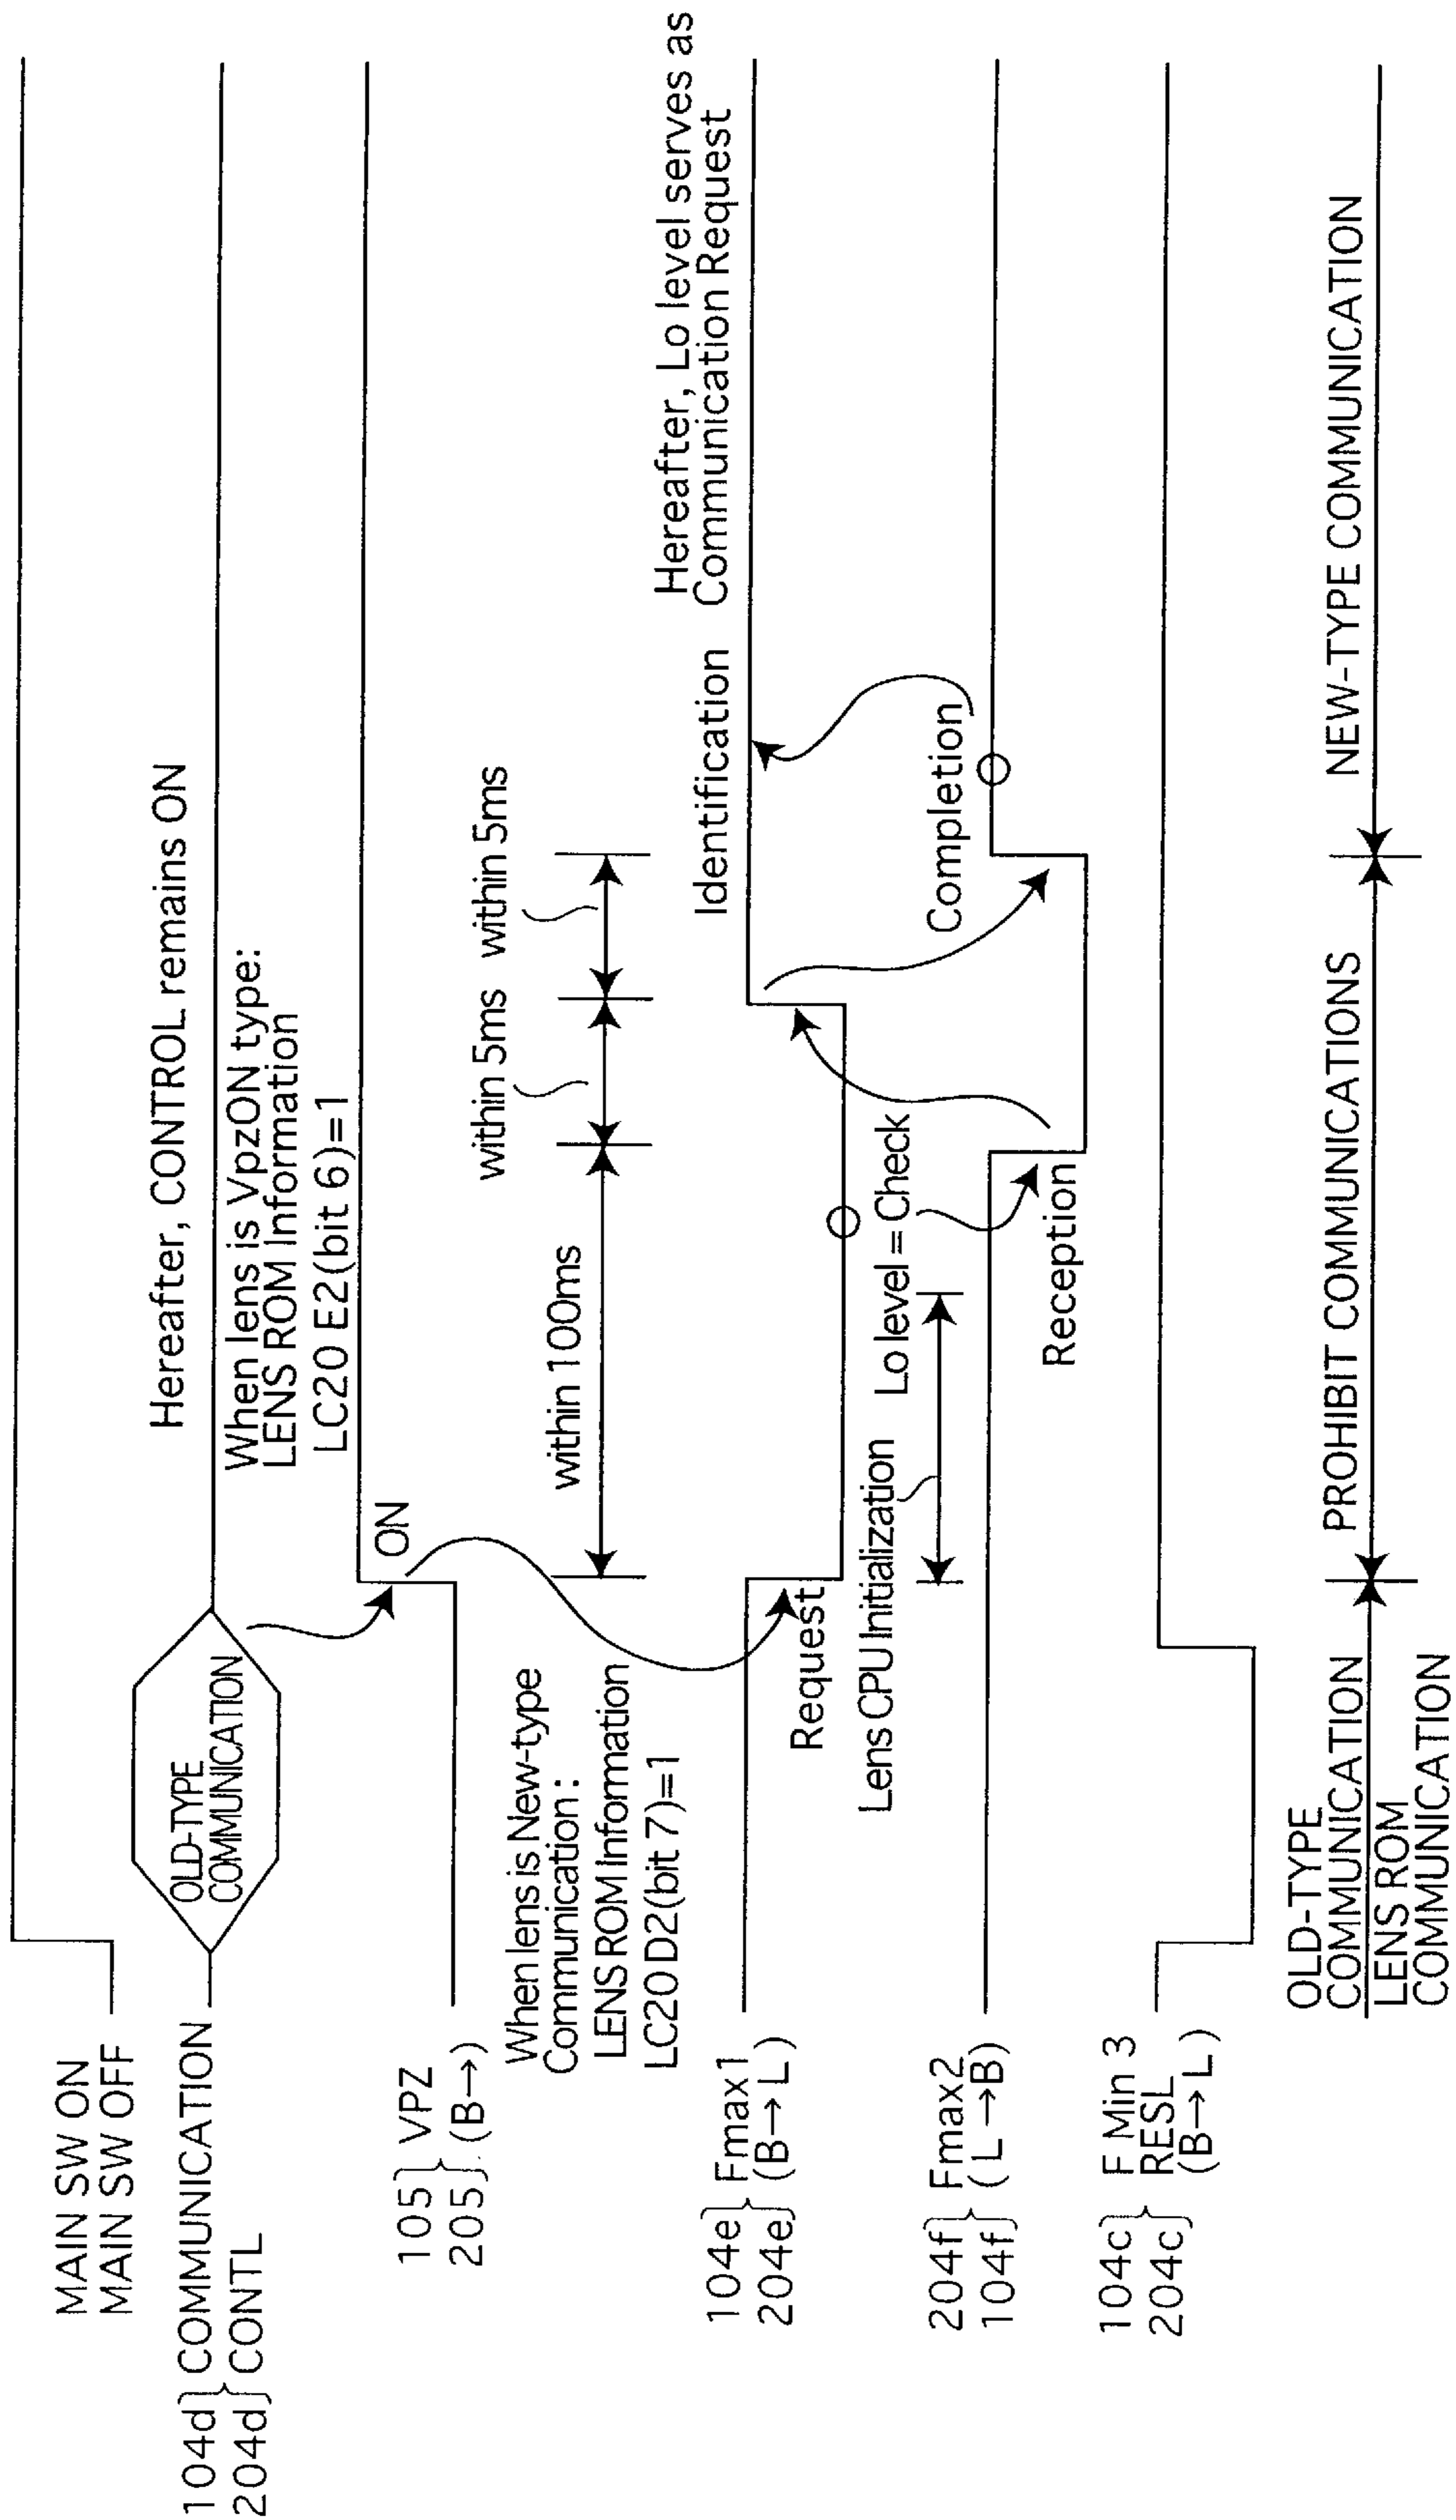 MAIN SW ON
MAIN SW OFF
104d} COMMUNICATION
204d} CONTL
OLD-TYPE
COMMUNICATION
Hereafter, CONTROL remains ON
When lens is VpzON type:
LENS ROM Information
LC20 E2(bit 6)=1
105} VPZ
205} (B→)
ON
When lens is New-type
Communication:
LENS ROM Information
LC20 D2(bit 7)=1
within 100ms
within 5ms
within 5ms
104e} Fmax1
204e} (B→L)
Request
Identification
Hereafter, Lo level serves as
Communication Request
Lens CPU Initialization
Lo level = Check
Completion
204f} Fmax2
104f} (L→B)
Reception
104c} F Min 3
204c} RESL
(B→L)
OLD-TYPE
COMMUNICATION
LENS ROM
COMMUNICATION
PROHIBIT COMMUNICATIONS
NEW-TYPE COMMUNICATION